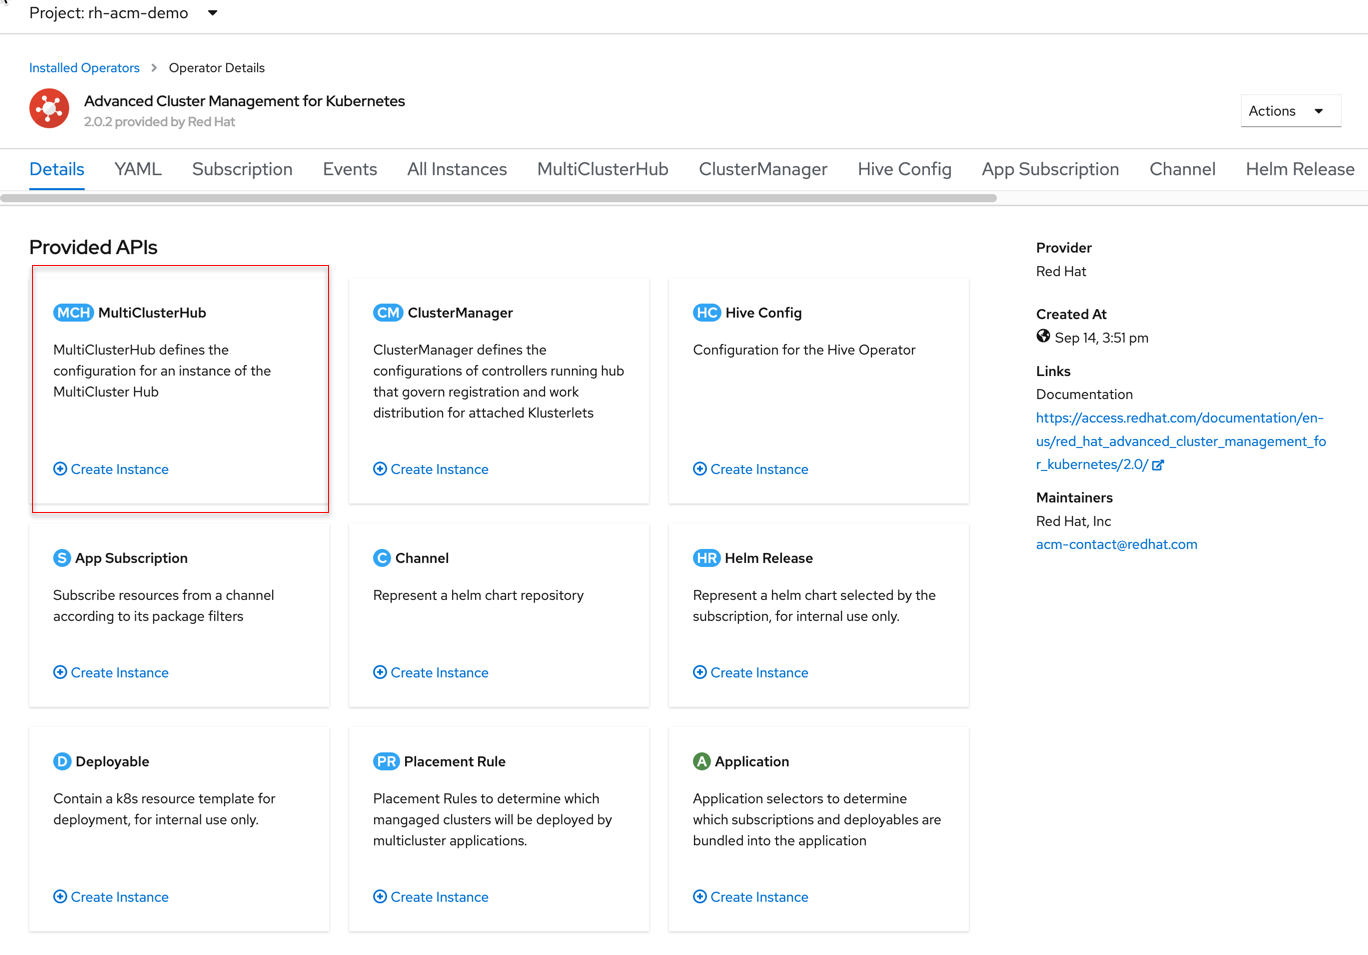 Project: rh-acm-demo
Installed Operators > Operator Details
Advanced Cluster Management for Kubernetes
2.0.2 provided by Red Hat
Actions
Details YAML Subscription Events All Instances MultiClusterHub ClusterManager Hive Config App Subscription Channel Helm Release
Provided APIs
MCH MultiClusterHub
MultiClusterHub defines the
configuration for an instance of the
MultiCluster Hub
Create Instance
CM ClusterManager
ClusterManager defines the
configurations of controllers running hub
that govern registration and work
distribution for attached Klusterlets
Create Instance
HC Hive Config
Configuration for the Hive Operator
Create Instance
S App Subscription
Subscribe resources from a channel
according to its package filters
Create Instance
C Channel
Represent a helm chart repository
Create Instance
HR Helm Release
Represent a helm chart selected by the
subscription, for internal use only.
Create Instance
D Deployable
Contain a k8s resource template for
deployment, for internal use only.
Create Instance
PR Placement Rule
Placement Rules to determine which
mangaged clusters will be deployed by
multicluster applications.
Create Instance
A Application
Application selectors to determine
which subscriptions and deployables are
bundled into the application
Create Instance
Provider
Red Hat
Created At
Sep 14, 3:51 pm
Links
Documentation
https://access.redhat.com/documentation/en-
us/red_hat_advanced_cluster_management_fo
r_kubernetes/2.0/
Maintainers
Red Hat, Inc
acm-contact@redhat.com